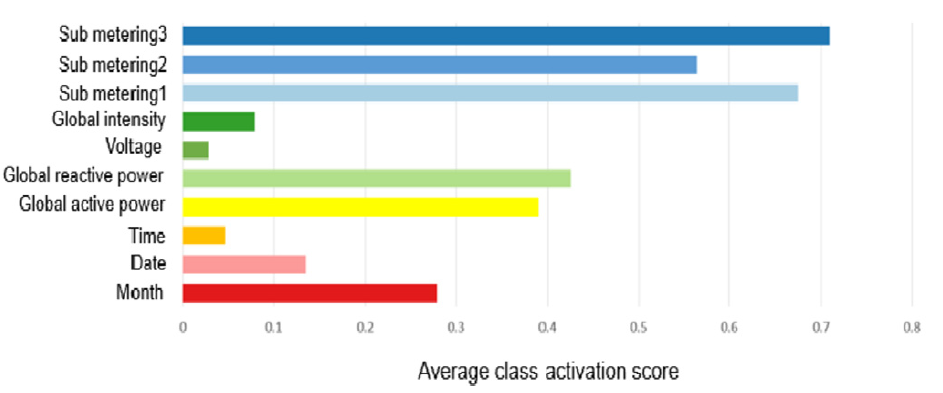 Sub metering3
Sub metering2
Sub metering1
Global intensity
Voltage
Global reactive power
Global active power
Time
Date
Month
0 0.1 0.2 0.3 0.4 0.5 0.6 0.7 0.8
Average class activation score